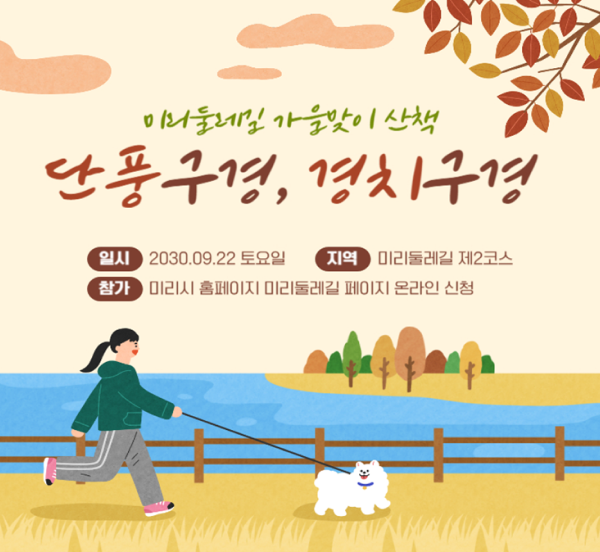 미리둘레길 가을맞이 산책
단풍구경, 경치구경
일시 2030.09.22 토요일 지역 미리둘레길 제2코스
참가 미리시 홈페이지 미리둘레길 페이지 온라인 신청